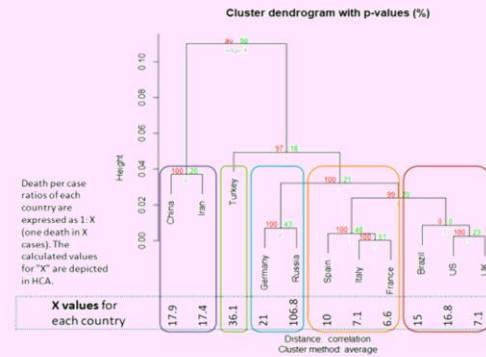 Cluster dendrogram with p-values (%)
Height
0.10
0.08
0.06
0.04
0.02
0.00
97 18
100 20
100 21
99 20
100 47
100 48
100 51
0 0
100 23
China
Iran
Turkey
Germany
Russia
Spain
Italy
France
Brazil
US
UK
Death per case
ratios of each
country are
expressed as 1: X
(one death in X
cases). The
calculated values
for "X" are depicted
in HCA.
X values for
each country
17.9 17.4 36.1 21 106.8 10 7.1 6.6 15 16.8 7.1
Distance: correlation
Cluster method: average